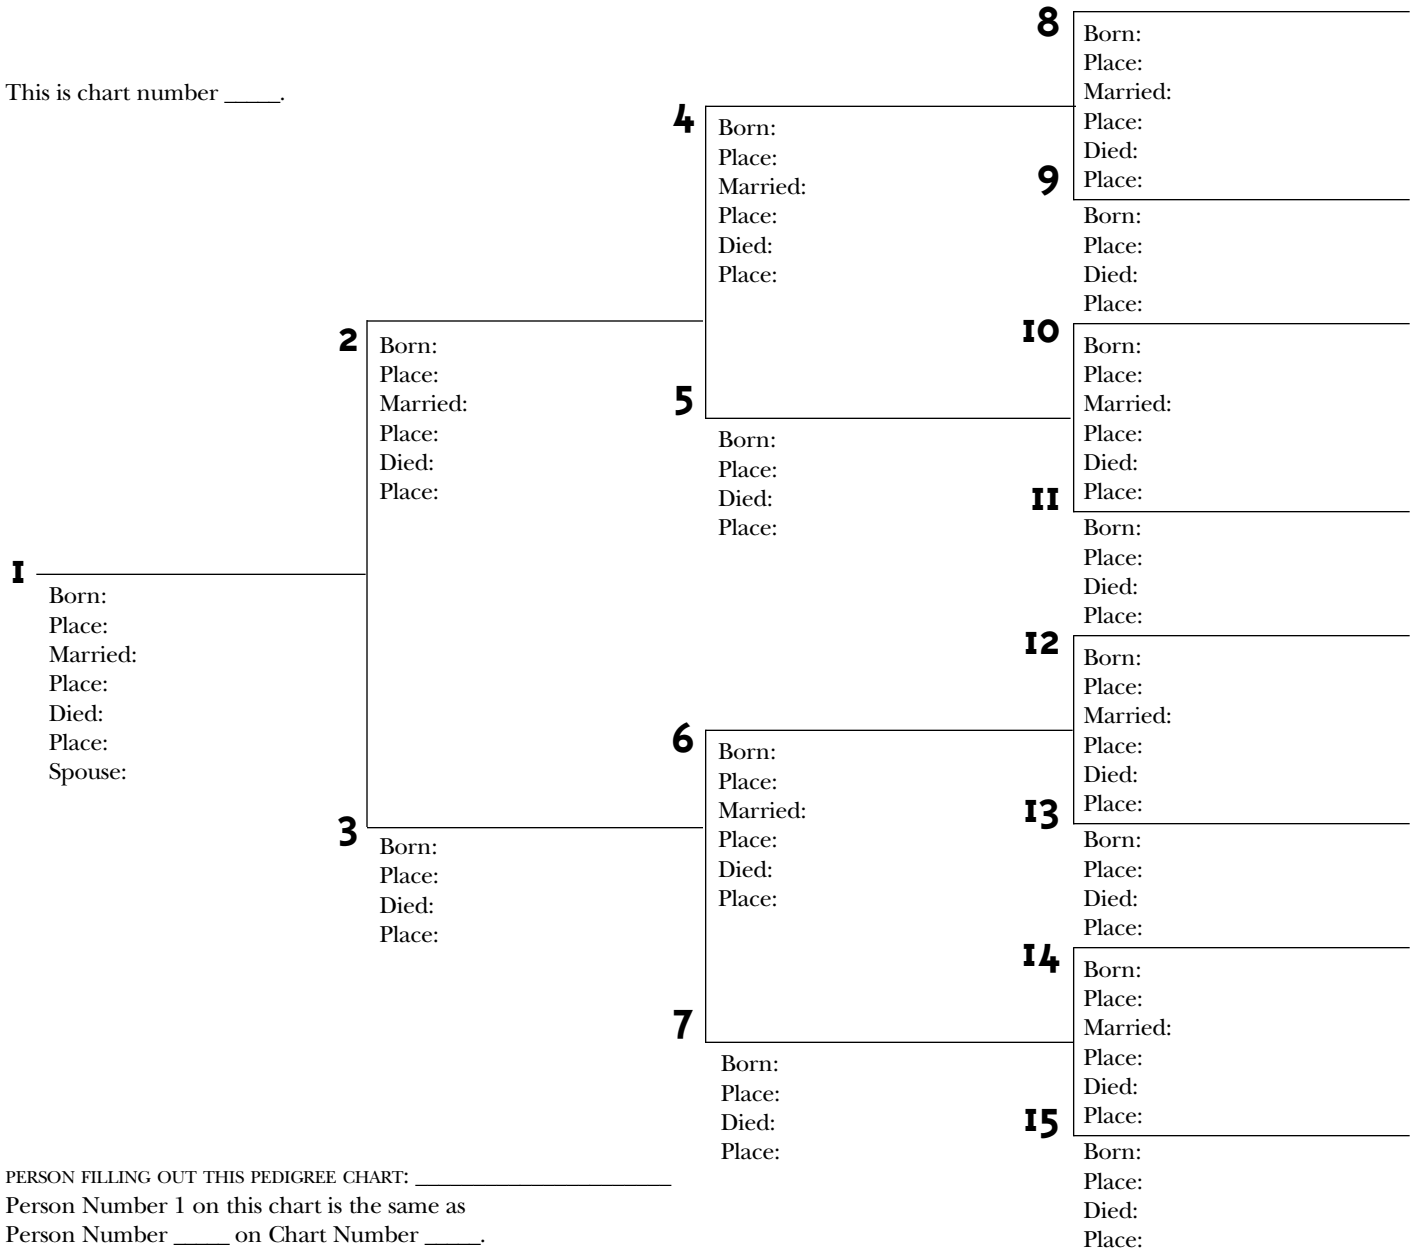 This is chart number _____.
1
Born:
Place:
Married:
Place:
Died:
Place:
Spouse:
2
Born:
Place:
Married:
Place:
Died:
Place:
3
Born:
Place:
Died:
Place:
4
Born:
Place:
Married:
Place:
Died:
Place:
5
Born:
Place:
Died:
Place:
6
Born:
Place:
Married:
Place:
Died:
Place:
7
Born:
Place:
Died:
Place:
8
Born:
Place:
Married:
Place:
Died:
Place:
9
Born:
Place:
Died:
Place:
10
Born:
Place:
Married:
Place:
Died:
Place:
11
Born:
Place:
Died:
Place:
12
Born:
Place:
Married:
Place:
Died:
Place:
13
Born:
Place:
Died:
Place:
14
Born:
Place:
Married:
Place:
Died:
Place:
15
Born:
Place:
Died:
Place:
PERSON FILLING OUT THIS PEDIGREE CHART: _______________________
Person Number 1 on this chart is the same as
Person Number _____ on Chart Number _____.